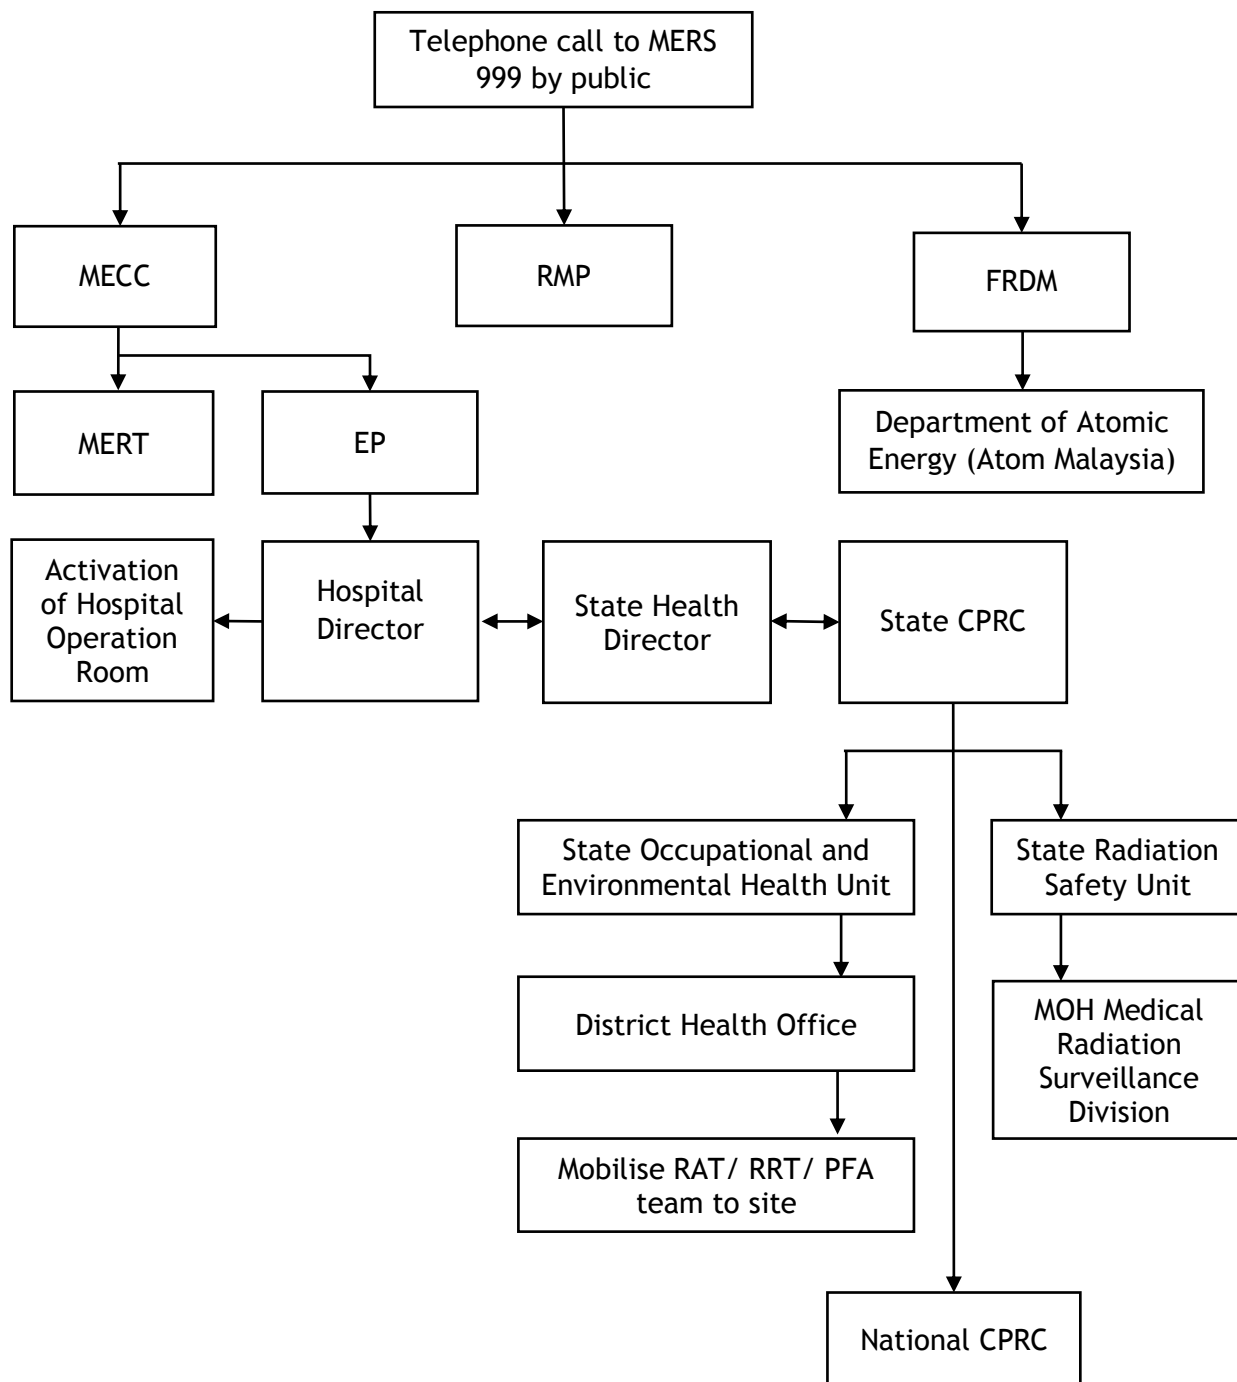 Telephone call to MERS
999 by public
MECC
RMP
FRDM
MERT
EP
Department of Atomic
Energy (Atom Malaysia)
Activation
of Hospital
Operation
Room
Hospital
Director
State Health
Director
State CPRC
State Occupational and
Environmental Health Unit
State Radiation
Safety Unit
District Health Office
MOH Medical
Radiation
Surveillance
Division
Mobilise RAT/ RRT/ PFA
team to site
National CPRC